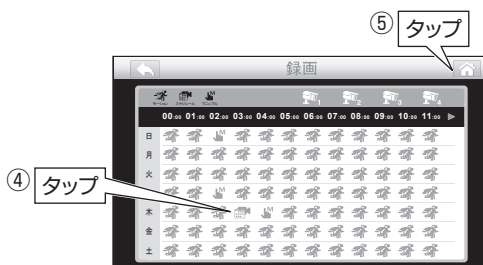 ⑤ タップ
録画
モーション スケジュール マニュアル 1 2 3 4
00:00 01:00 02:00 03:00 04:00 05:00 06:00 07:00 08:00 09:00 10:00 11:00
日 M
月
火
M
④ タップ
木 M
金
土